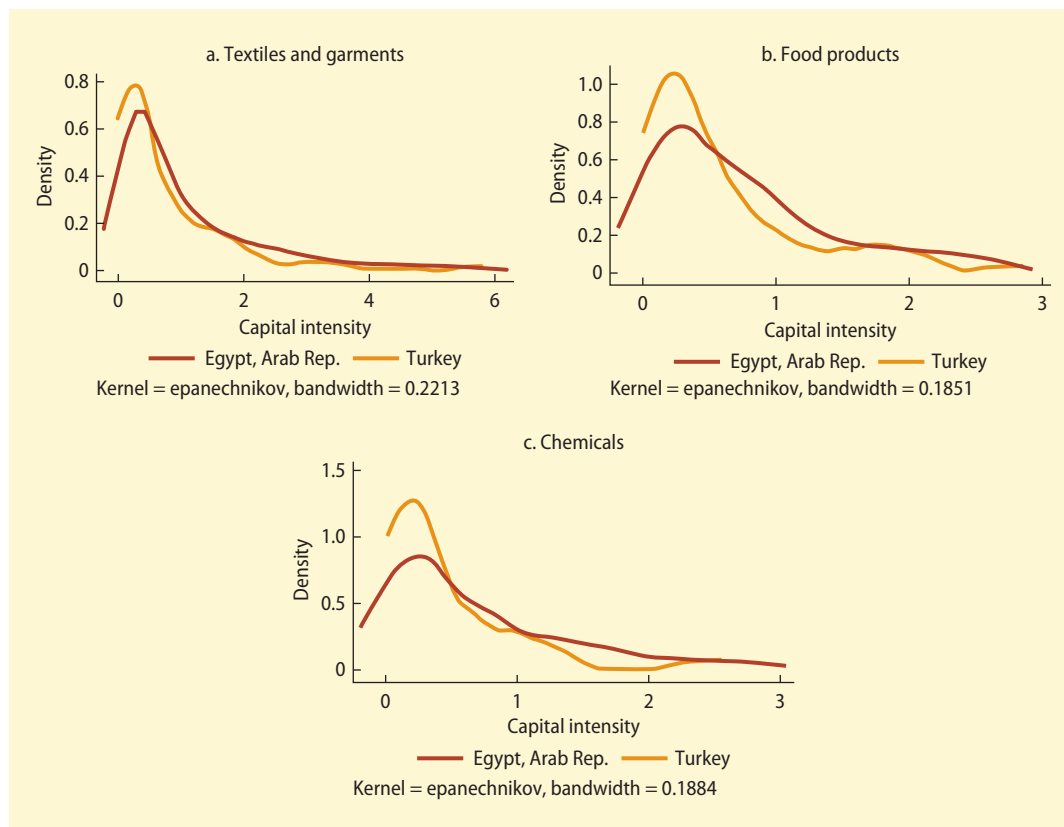 a. Textiles and garments
0.8
0.6
0.4
0.2
0
Density
0 2 4 6
Capital intensity
Egypt, Arab Rep. Turkey
Kernel = epanechnikov, bandwidth = 0.2213
b. Food products
1.0
0.8
0.6
0.4
0.2
0
Density
0 1 2 3
Capital intensity
Egypt, Arab Rep. Turkey
Kernel = epanechnikov, bandwidth = 0.1851
c. Chemicals
1.5
1.0
0.5
0
Density
0 1 2 3
Capital intensity
Egypt, Arab Rep. Turkey
Kernel = epanechnikov, bandwidth = 0.1884